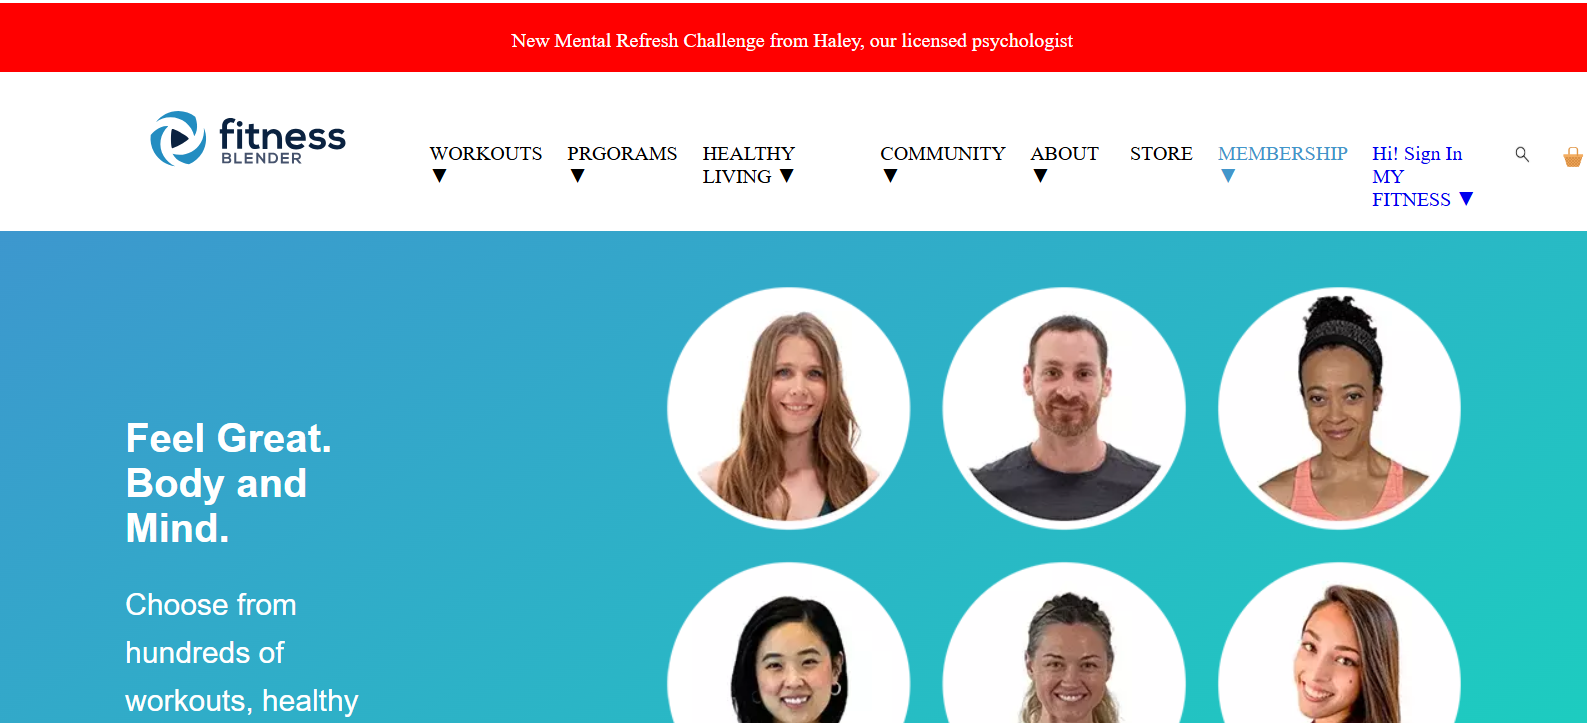 New Mental Refresh Challenge from Haley, our licensed psychologist
fitness
BLENDER
WORKOUTS ▼
PRGORAMS ▼
HEALTHY
LIVING ▼
COMMUNITY ▼
ABOUT ▼
STORE
MEMBERSHIP ▼
Hi! Sign In
MY
FITNESS ▼
Feel Great.
Body and
Mind.
Choose from
hundreds of
workouts, healthy